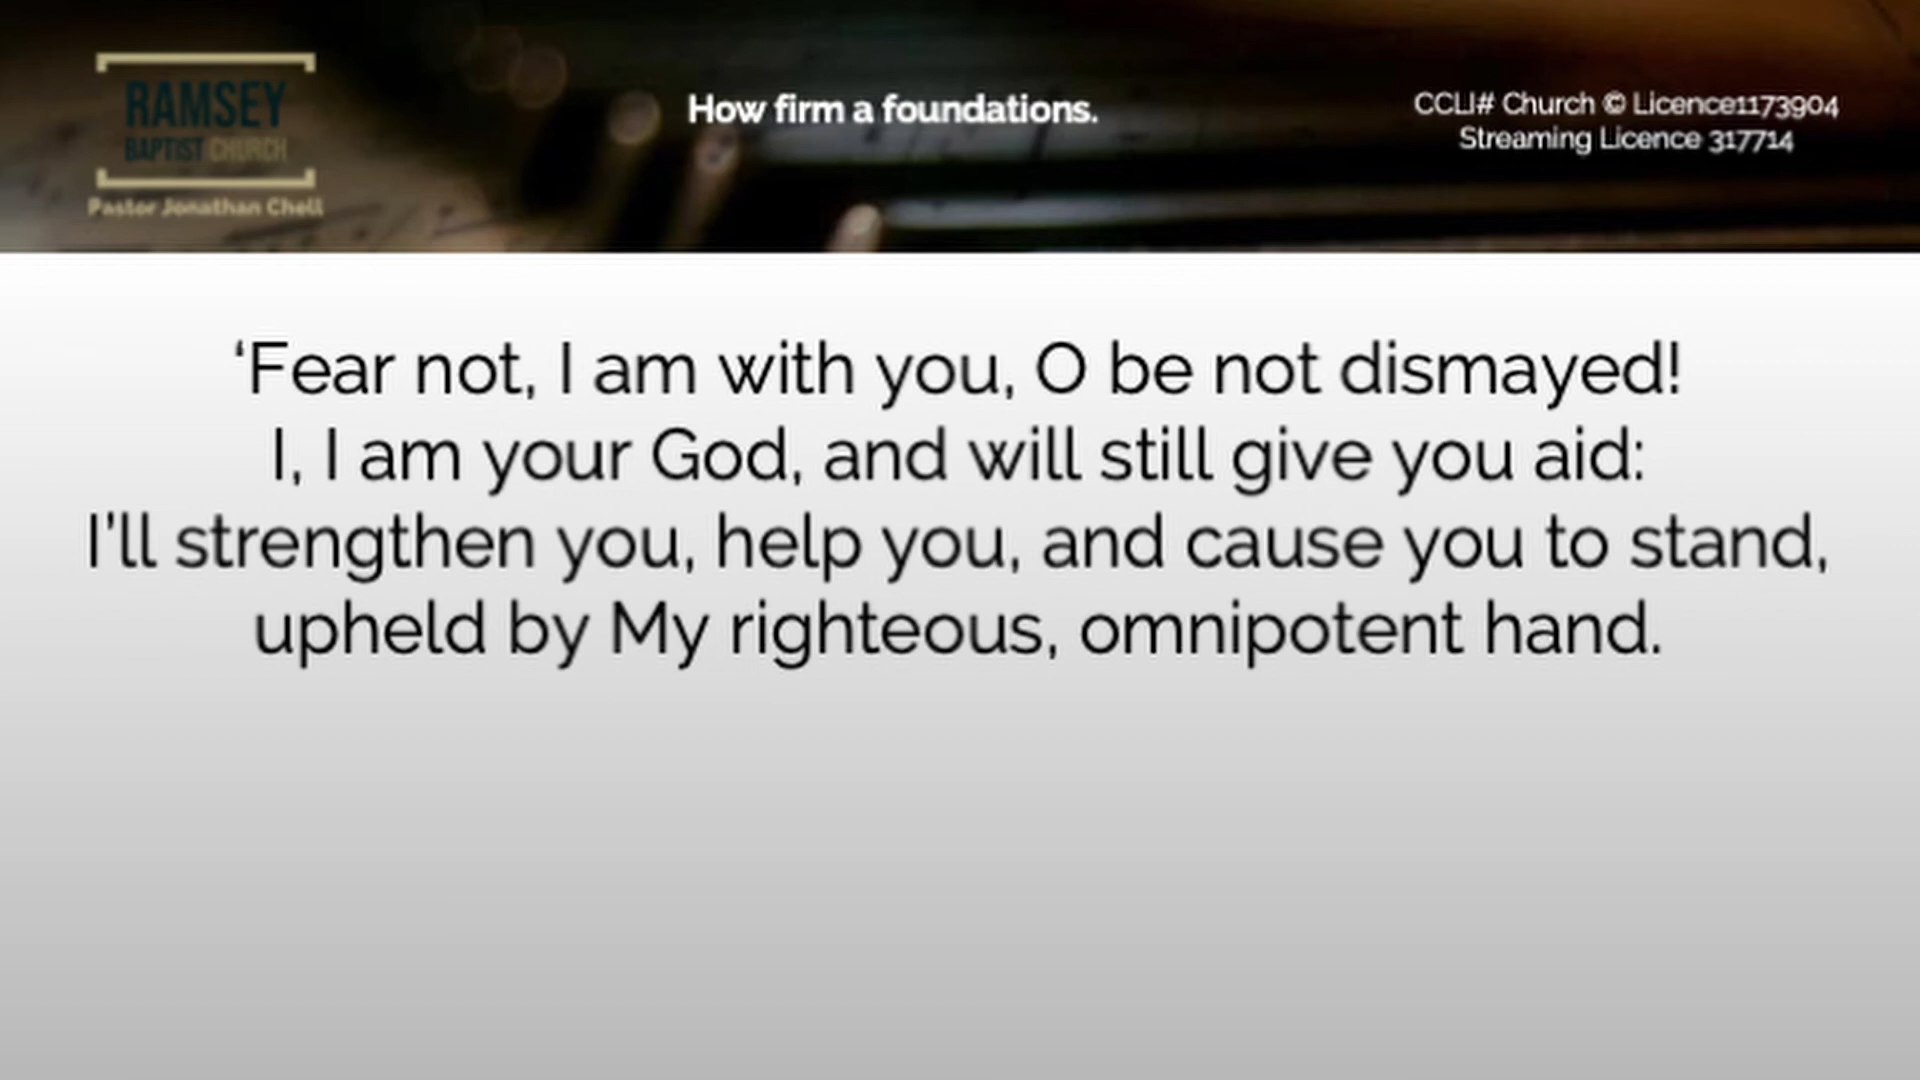 RAMSEY
BAPTIST CHURCH
Pastor Jonathan Chell
How firm a foundations.
CCLI# Church © Licence1173904
Streaming Licence 317714
‘Fear not, I am with you, O be not dismayed!
I, I am your God, and will still give you aid:
I’ll strengthen you, help you, and cause you to stand,
upheld by My righteous, omnipotent hand.